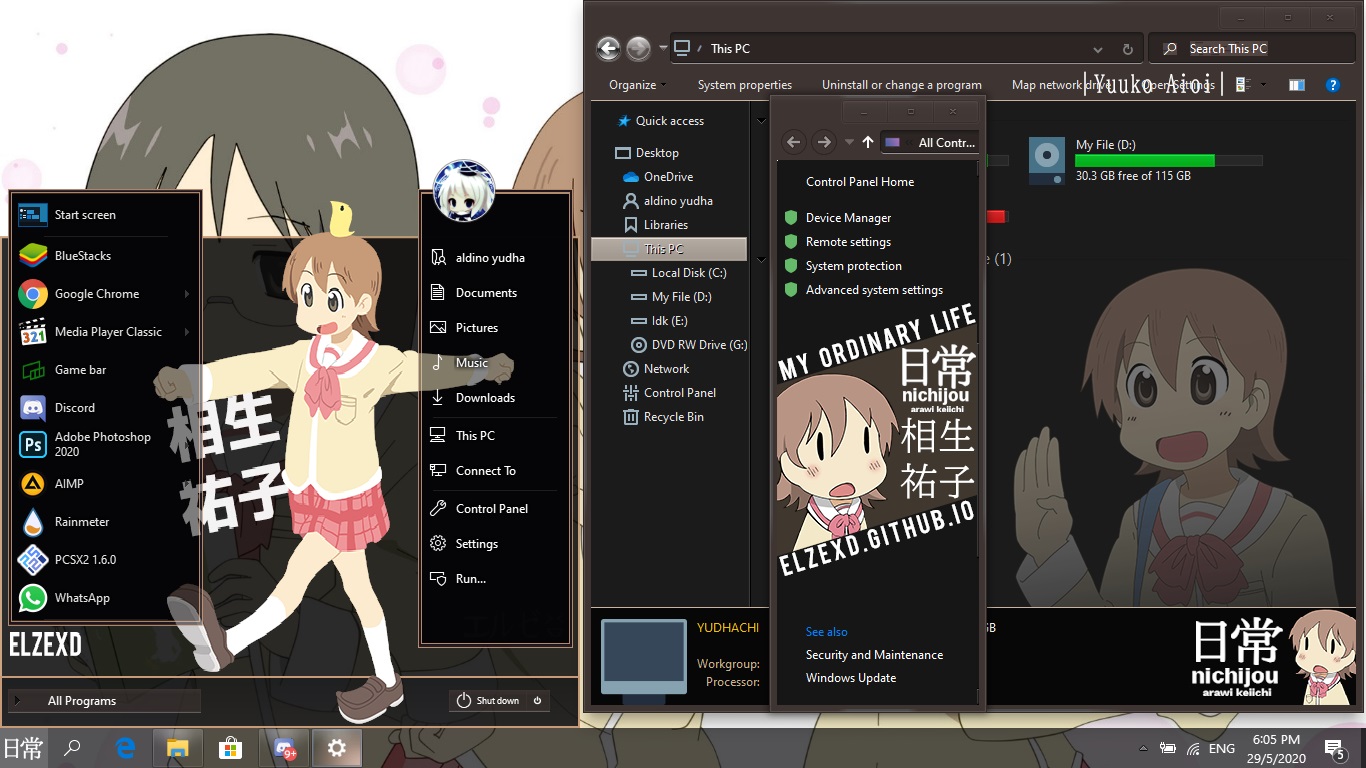 Start screen
BlueStacks
Google Chrome
Media Player Classic
Game bar
Discord
Adobe Photoshop
2020
AIMP
Rainmeter
PCSX2 1.6.0
WhatsApp
ELZEXD
All Programs
相生
祐子
aldino yudha
Documents
Pictures
Music
Downloads
This PC
Connect To
Control Panel
Settings
Run...
Shut down
This PC
Search This PC
Organize
System properties
Uninstall or change a program
Map network drive
Open Settings
|Yuuko Aioi|
Quick access
Desktop
OneDrive
aldino yudha
Libraries
This PC
Local Disk (C:)
My File (D:)
Idk (E:)
DVD RW Drive (G:)
Network
Control Panel
Recycle Bin
My File (D:)
30.3 GB free of 115 GB
e (1)
All Contr...
Control Panel Home
Device Manager
Remote settings
System protection
Advanced system settings
MY ORDINARY LIFE
日常
nichijou
arawi keiichi
相生
祐子
ELZEXD.GITHUB.IO
See also
Security and Maintenance
Windows Update
YUDHACHI
Workgroup:
Processor:
GB
日常
nichijou
arawi keiichi
日常
9+
ENG
6:05 PM
29/5/2020
5